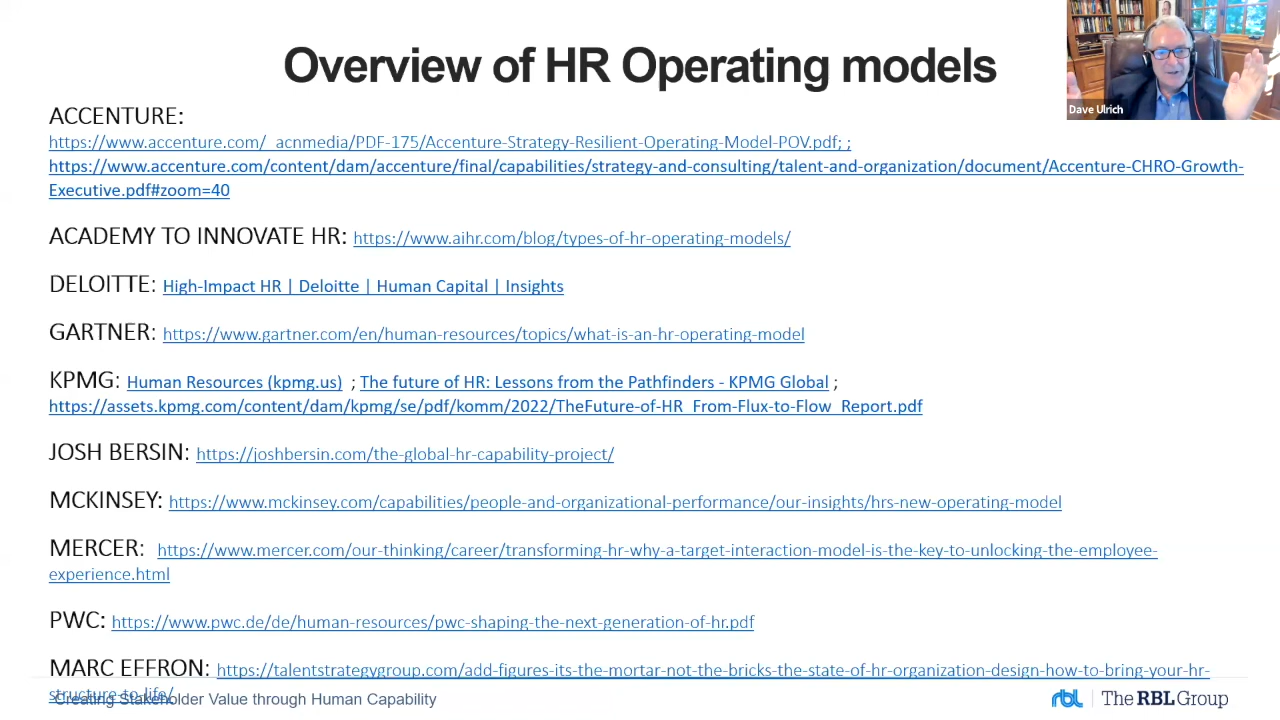 Overview of HR Operating models
Dave Ulrich
ACCENTURE:
https://www.accenture.com/_acnmedia/PDF-175/Accenture-Strategy-Resilient-Operating-Model-POV.pdf; ;
https://www.accenture.com/content/dam/accenture/final/capabilities/strategy-and-consulting/talent-and-organization/document/Accenture-CHRO-Growth-
Executive.pdf#zoom=40
ACADEMY TO INNOVATE HR: https://www.aihr.com/blog/types-of-hr-operating-models/
DELOITTE: High-Impact HR | Deloitte | Human Capital | Insights
GARTNER: https://www.gartner.com/en/human-resources/topics/what-is-an-hr-operating-model
KPMG: Human Resources (kpmg.us) ; The future of HR: Lessons from the Pathfinders - KPMG Global ;
https://assets.kpmg.com/content/dam/kpmg/se/pdf/komm/2022/TheFuture-of-HR_From-Flux-to-Flow_Report.pdf
JOSH BERSIN: https://joshbersin.com/the-global-hr-capability-project/
MCKINSEY: https://www.mckinsey.com/capabilities/people-and-organizational-performance/our-insights/hrs-new-operating-model
MERCER: https://www.mercer.com/our-thinking/career/transforming-hr-why-a-target-interaction-model-is-the-key-to-unlocking-the-employee-
experience.html
PWC: https://www.pwc.de/de/human-resources/pwc-shaping-the-next-generation-of-hr.pdf
MARC EFFRON: https://talentstrategygroup.com/add-figures-its-the-mortar-not-the-bricks-the-state-of-hr-organization-design-how-to-bring-your-hr-
structure-to-life/
Creating Stakeholder Value through Human Capability
rbl The RBL Group